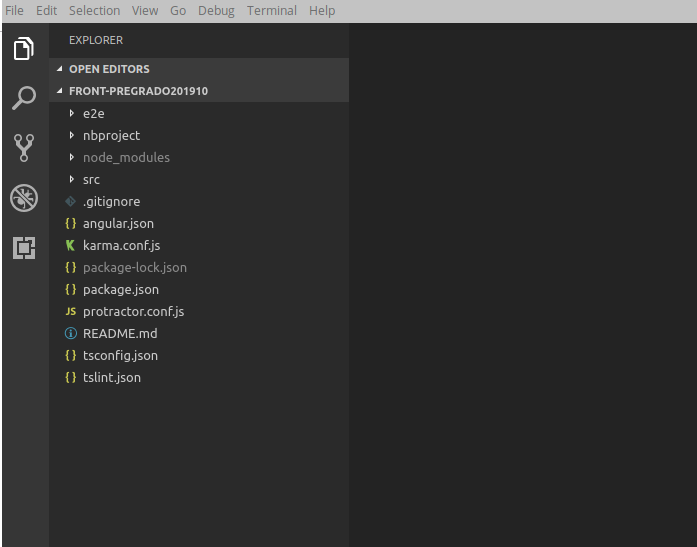 File Edit Selection View Go Debug Terminal Help
EXPLORER
OPEN EDITORS
FRONT-PREGRADO201910
e2e
nbproject
node_modules
src
.gitignore
{ } angular.json
K karma.conf.js
{ } package-lock.json
{ } package.json
JS protractor.conf.js
README.md
{ } tsconfig.json
{ } tslint.json